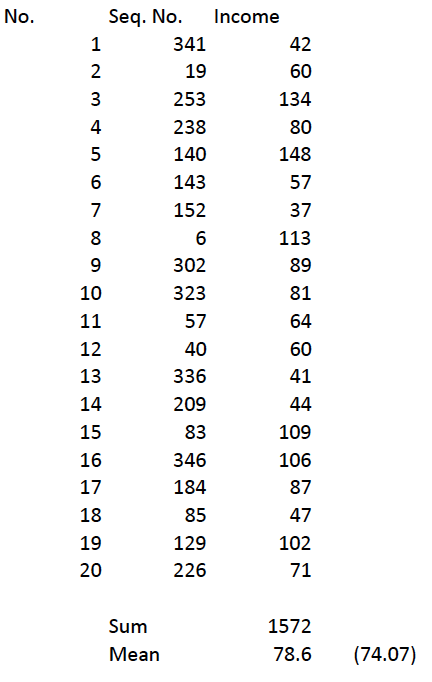 No. Seq. No. Income
1 341 42
2 19 60
3 253 134
4 238 80
5 140 148
6 143 57
7 152 37
8 6 113
9 302 89
10 323 81
11 57 64
12 40 60
13 336 41
14 209 44
15 83 109
16 346 106
17 184 87
18 85 47
19 129 102
20 226 71
Sum 1572
Mean 78.6 (74.07)